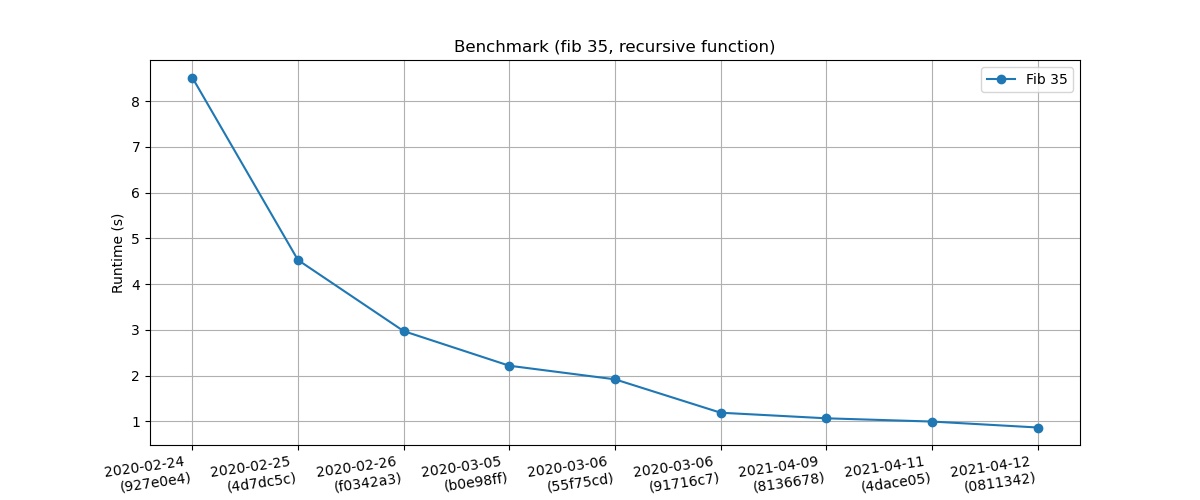 Benchmark (fib 35, recursive function)
Fib 35
Runtime (s)
8
7
6
5
4
3
2
1
2020-02-24
(927e0e4)
2020-02-25
(4d7dc5c)
2020-02-26
(f0342a3)
2020-03-05
(b0e98ff)
2020-03-06
(55f75cd)
2020-03-06
(91716c7)
2021-04-09
(8136678)
2021-04-11
(4dace05)
2021-04-12
(0811342)